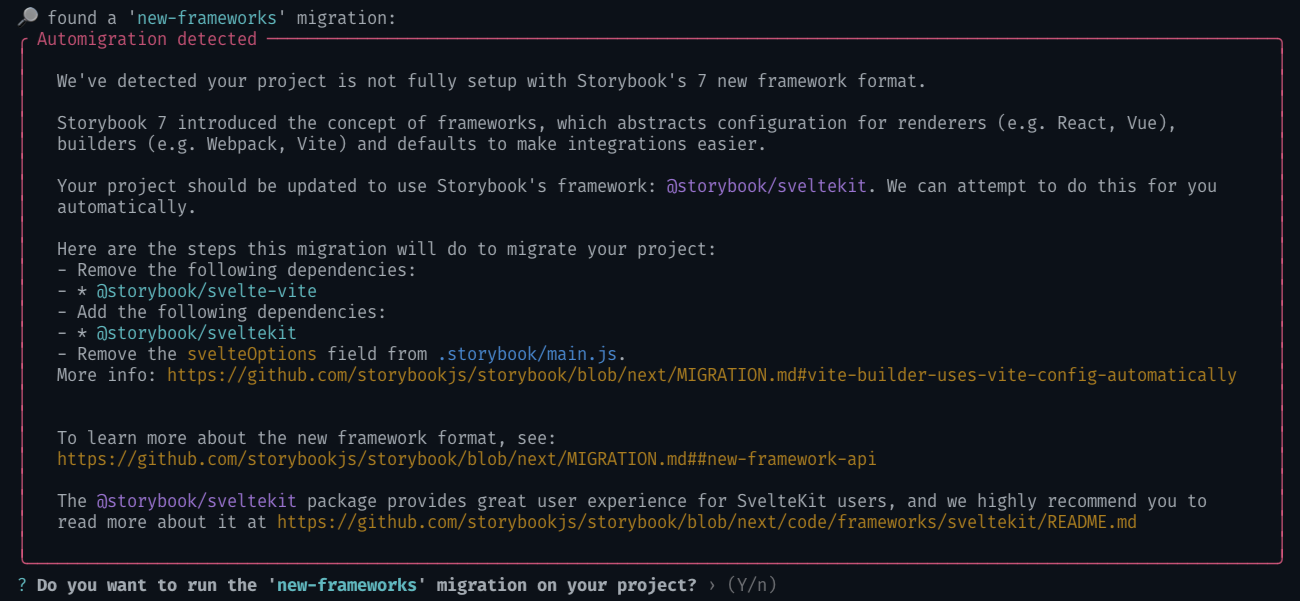 🔎 found a 'new-frameworks' migration:
Automigration detected
We've detected your project is not fully setup with Storybook's 7 new framework format.
Storybook 7 introduced the concept of frameworks, which abstracts configuration for renderers (e.g. React, Vue),
builders (e.g. Webpack, Vite) and defaults to make integrations easier.
Your project should be updated to use Storybook's framework: @storybook/sveltekit. We can attempt to do this for you
automatically.
Here are the steps this migration will do to migrate your project:
- Remove the following dependencies:
- * @storybook/svelte-vite
- Add the following dependencies:
- * @storybook/sveltekit
- Remove the svelteOptions field from .storybook/main.js.
More info: https://github.com/storybookjs/storybook/blob/next/MIGRATION.md#vite-builder-uses-vite-config-automatically
To learn more about the new framework format, see:
https://github.com/storybookjs/storybook/blob/next/MIGRATION.md##new-framework-api
The @storybook/sveltekit package provides great user experience for SvelteKit users, and we highly recommend you to
read more about it at https://github.com/storybookjs/storybook/blob/next/code/frameworks/sveltekit/README.md
? Do you want to run the 'new-frameworks' migration on your project? › (Y/n)